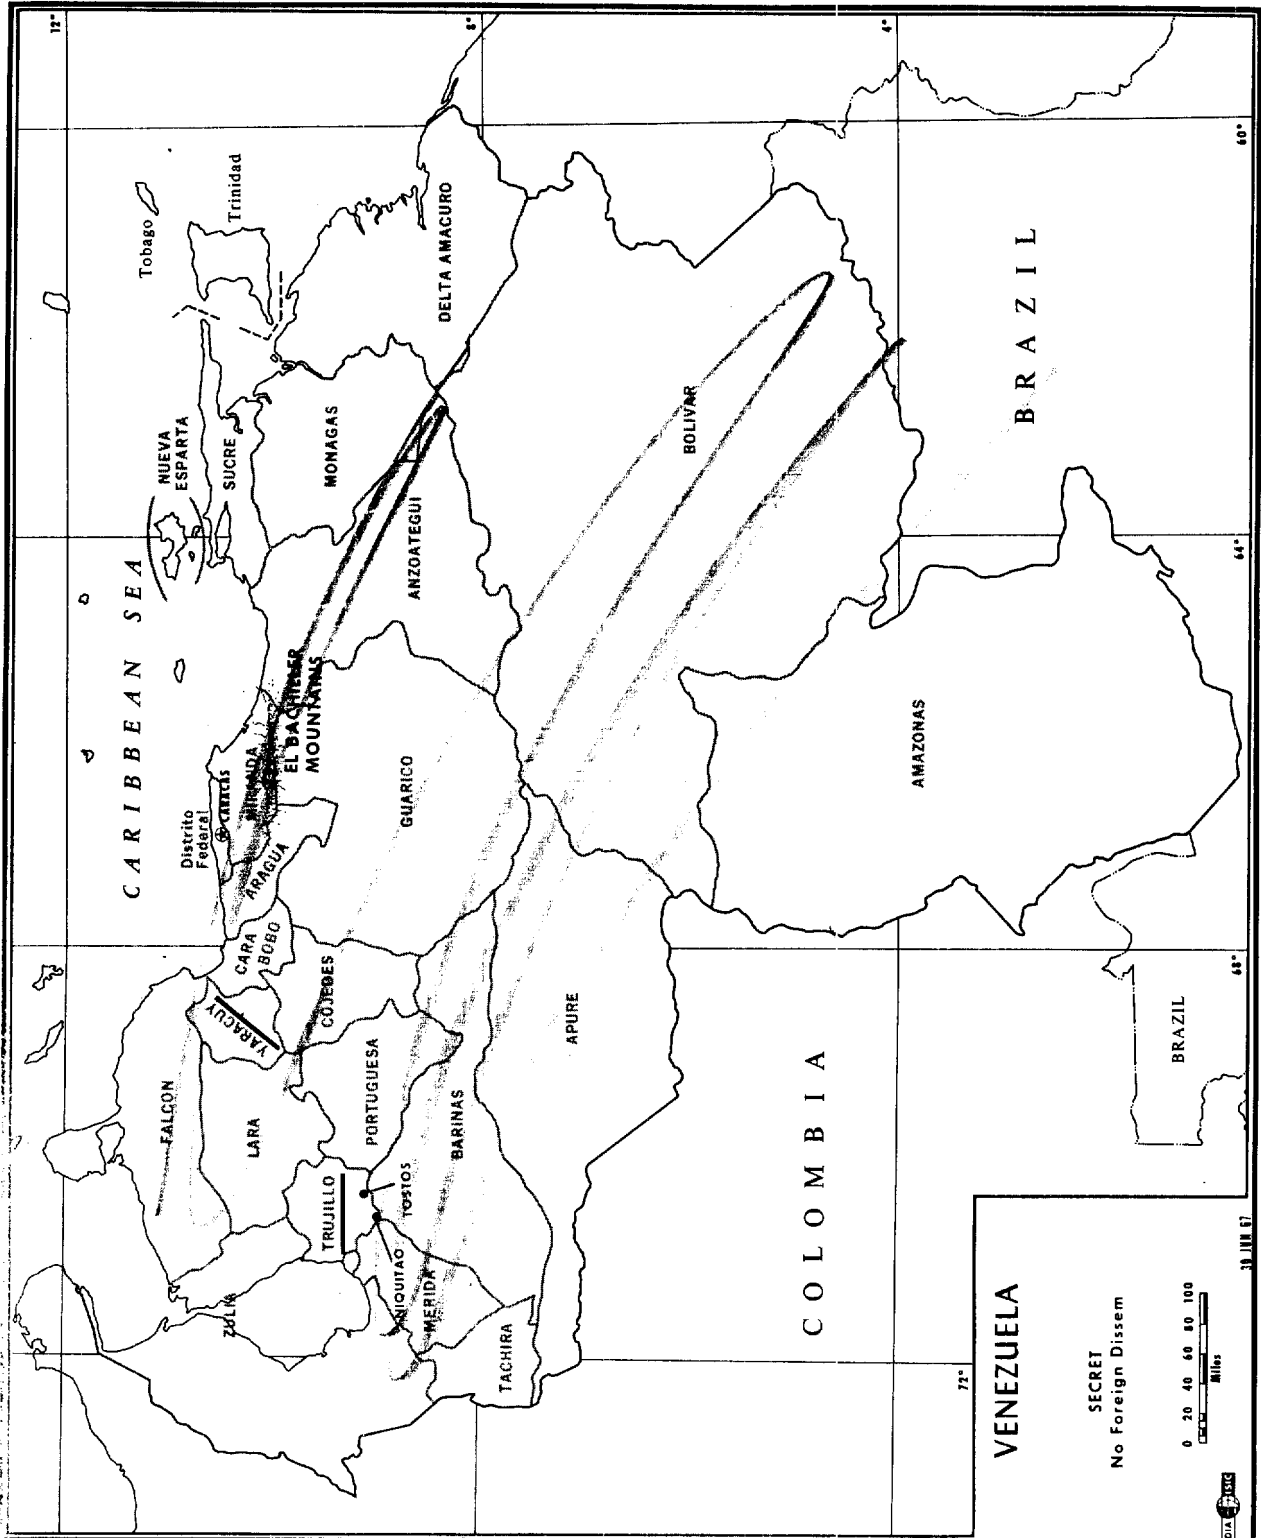 12°
CARIBBEAN SEA
Tobago
NUEVA
ESPARTA
FALCON
Distrito
Federal
CARACAS
SUCRE
Trinidad
ZULIA
YARACUY
CARA
BOBO
ARAGUA
MIRANDA
LARA
EL BACHILLER
MOUNTAINS
TRUJILLO
COJEDES
MONAGAS
PORTUGUESA
NIQUITAO
TOSTOS
GUARICO
ANZOATEGUI
MERIDA
BARINAS
DELTA AMACURO
8°
TACHIRA
APURE
BOLIVAR
COLOMBIA
4°
AMAZONAS
BRAZIL
72°
VENEZUELA
SECRET
No Foreign Dissem
BRAZIL
0 20 40 60 80 100
Miles
68°
64°
60°
DIA
30 JUN 67